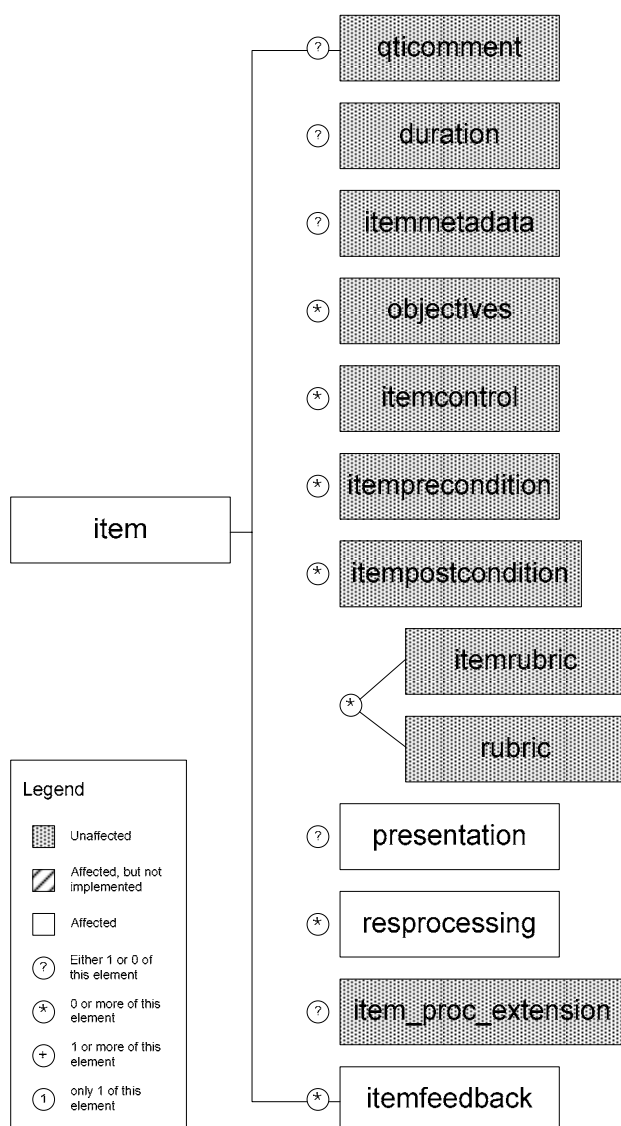 ? qticomment
? duration
? itemmetadata
* objectives
* itemcontrol
* itemprecondition
item
* itempostcondition
itemrubric
*
rubric
? presentation
* resprocessing
? item_proc_extension
* itemfeedback
Legend
Unaffected
Affected, but not
implemented
Affected
? Either 1 or 0 of
this element
* 0 or more of this
element
+ 1 or more of this
element
1 only 1 of this
element